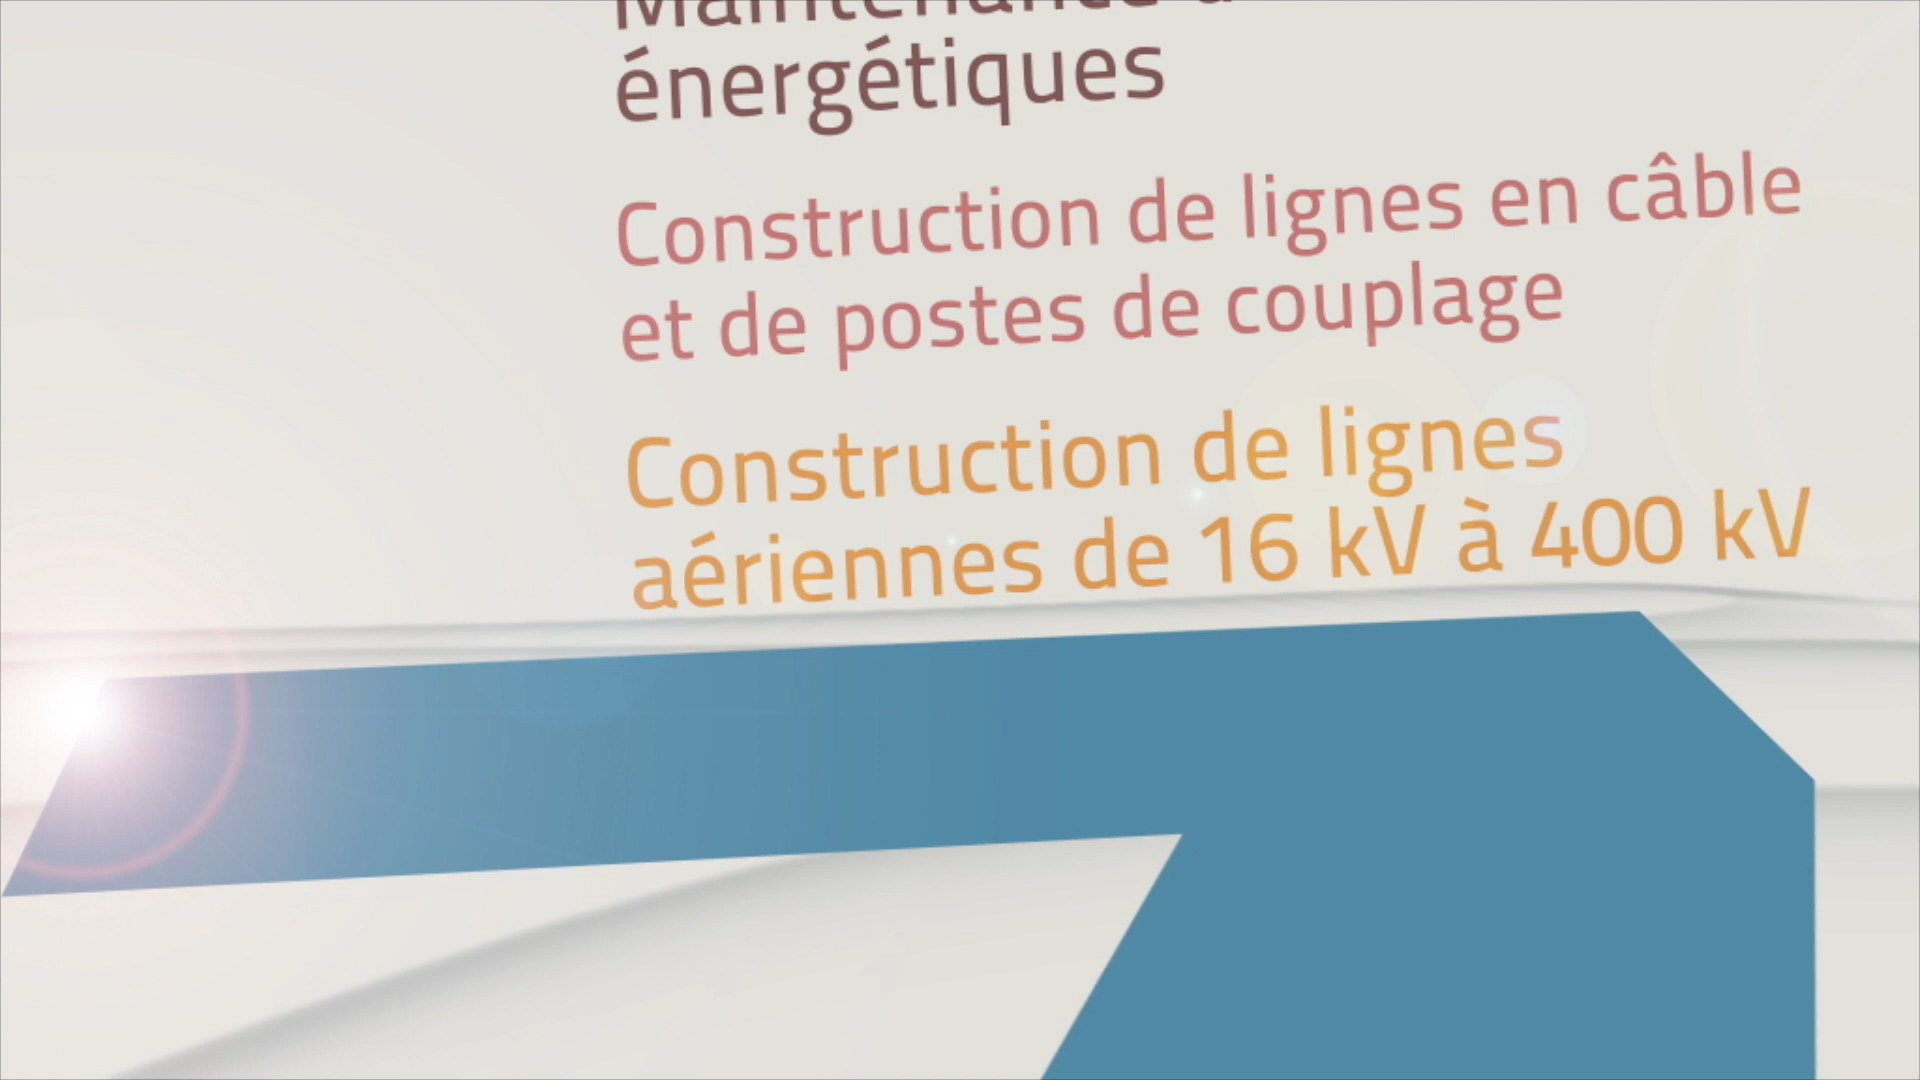 Maintenance
énergétiques
Construction de lignes en câble
et de postes de couplage
Construction de lignes
aériennes de 16 kV à 400 kV